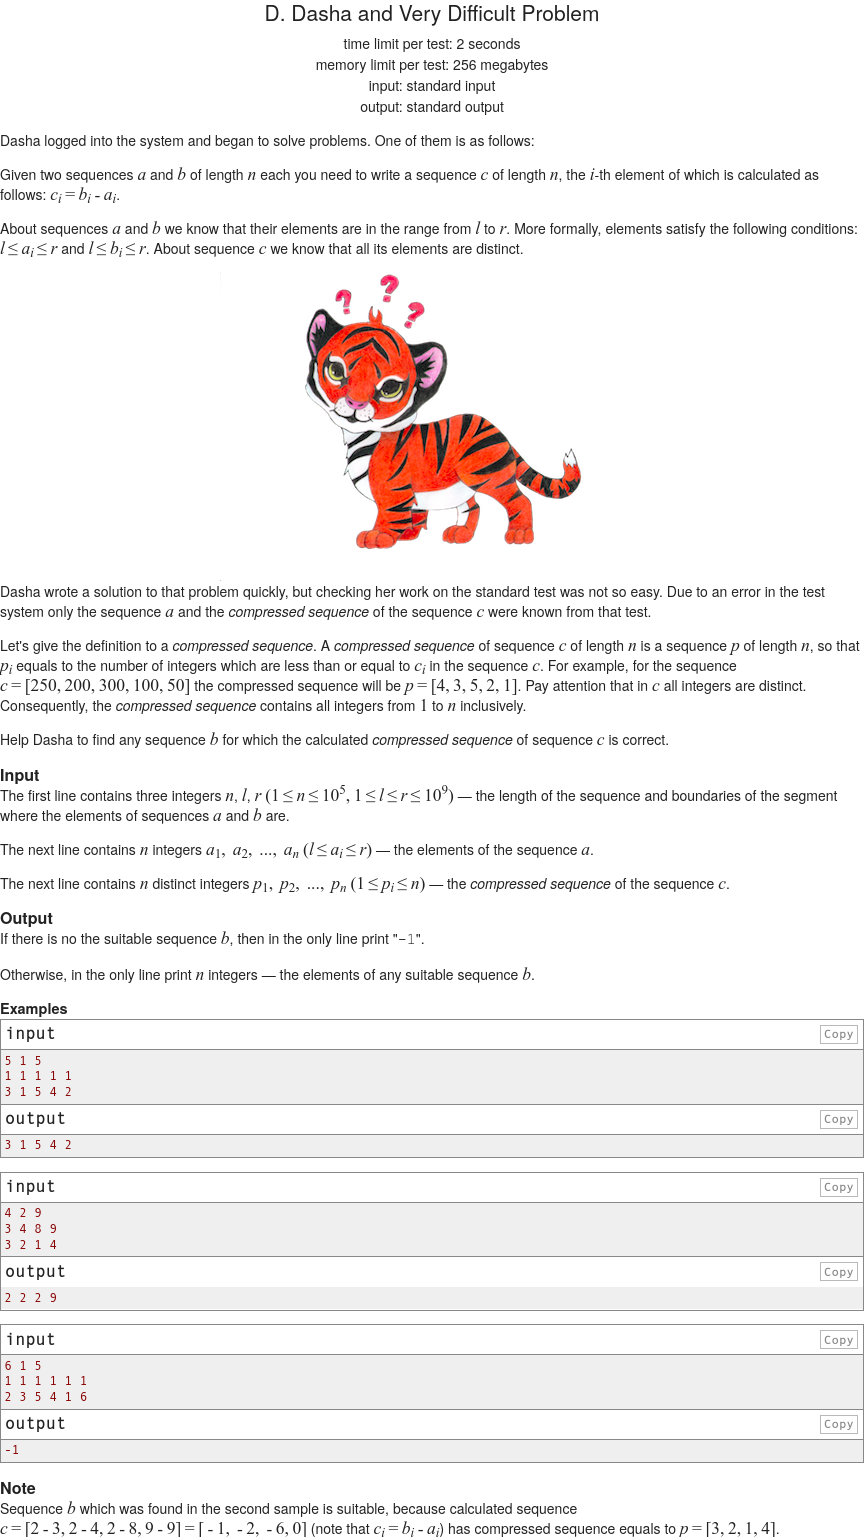 D. Dasha and Very Difficult Problem
time limit per test: 2 seconds
memory limit per test: 256 megabytes
input: standard input
output: standard output
Dasha logged into the system and began to solve problems. One of them is as follows:
Given two sequences a and b of length n each you need to write a sequence c of length n, the i-th element of which is calculated as
follows: c_i = b_i - a_i.
About sequences a and b we know that their elements are in the range from l to r. More formally, elements satisfy the following conditions:
l ≤ a_i ≤ r and l ≤ b_i ≤ r. About sequence c we know that all its elements are distinct.
? ? ?
Dasha wrote a solution to that problem quickly, but checking her work on the standard test was not so easy. Due to an error in the test
system only the sequence a and the compressed sequence of the sequence c were known from that test.
Let's give the definition to a compressed sequence. A compressed sequence of sequence c of length n is a sequence p of length n, so that
p_i equals to the number of integers which are less than or equal to c_i in the sequence c. For example, for the sequence
c = [250, 200, 300, 100, 50] the compressed sequence will be p = [4, 3, 5, 2, 1]. Pay attention that in c all integers are distinct.
Consequently, the compressed sequence contains all integers from 1 to n inclusively.
Help Dasha to find any sequence b for which the calculated compressed sequence of sequence c is correct.
Input
The first line contains three integers n, l, r (1 ≤ n ≤ 10^5, 1 ≤ l ≤ r ≤ 10^9) — the length of the sequence and boundaries of the segment
where the elements of sequences a and b are.
The next line contains n integers a_1, a_2, ..., a_n (l ≤ a_i ≤ r) — the elements of the sequence a.
The next line contains n distinct integers p_1, p_2, ..., p_n (1 ≤ p_i ≤ n) — the compressed sequence of the sequence c.
Output
If there is no the suitable sequence b, then in the only line print "-1".
Otherwise, in the only line print n integers — the elements of any suitable sequence b.
Examples
input Copy
5 1 5
1 1 1 1 1
3 1 5 4 2
output Copy
3 1 5 4 2
input Copy
4 2 9
3 4 8 9
3 2 1 4
output Copy
2 2 2 9
input Copy
6 1 5
1 1 1 1 1 1
2 3 5 4 1 6
output Copy
-1
Note
Sequence b which was found in the second sample is suitable, because calculated sequence
c = [2 - 3, 2 - 4, 2 - 8, 9 - 9] = [ - 1, - 2, - 6, 0] (note that c_i = b_i - a_i) has compressed sequence equals to p = [3, 2, 1, 4].